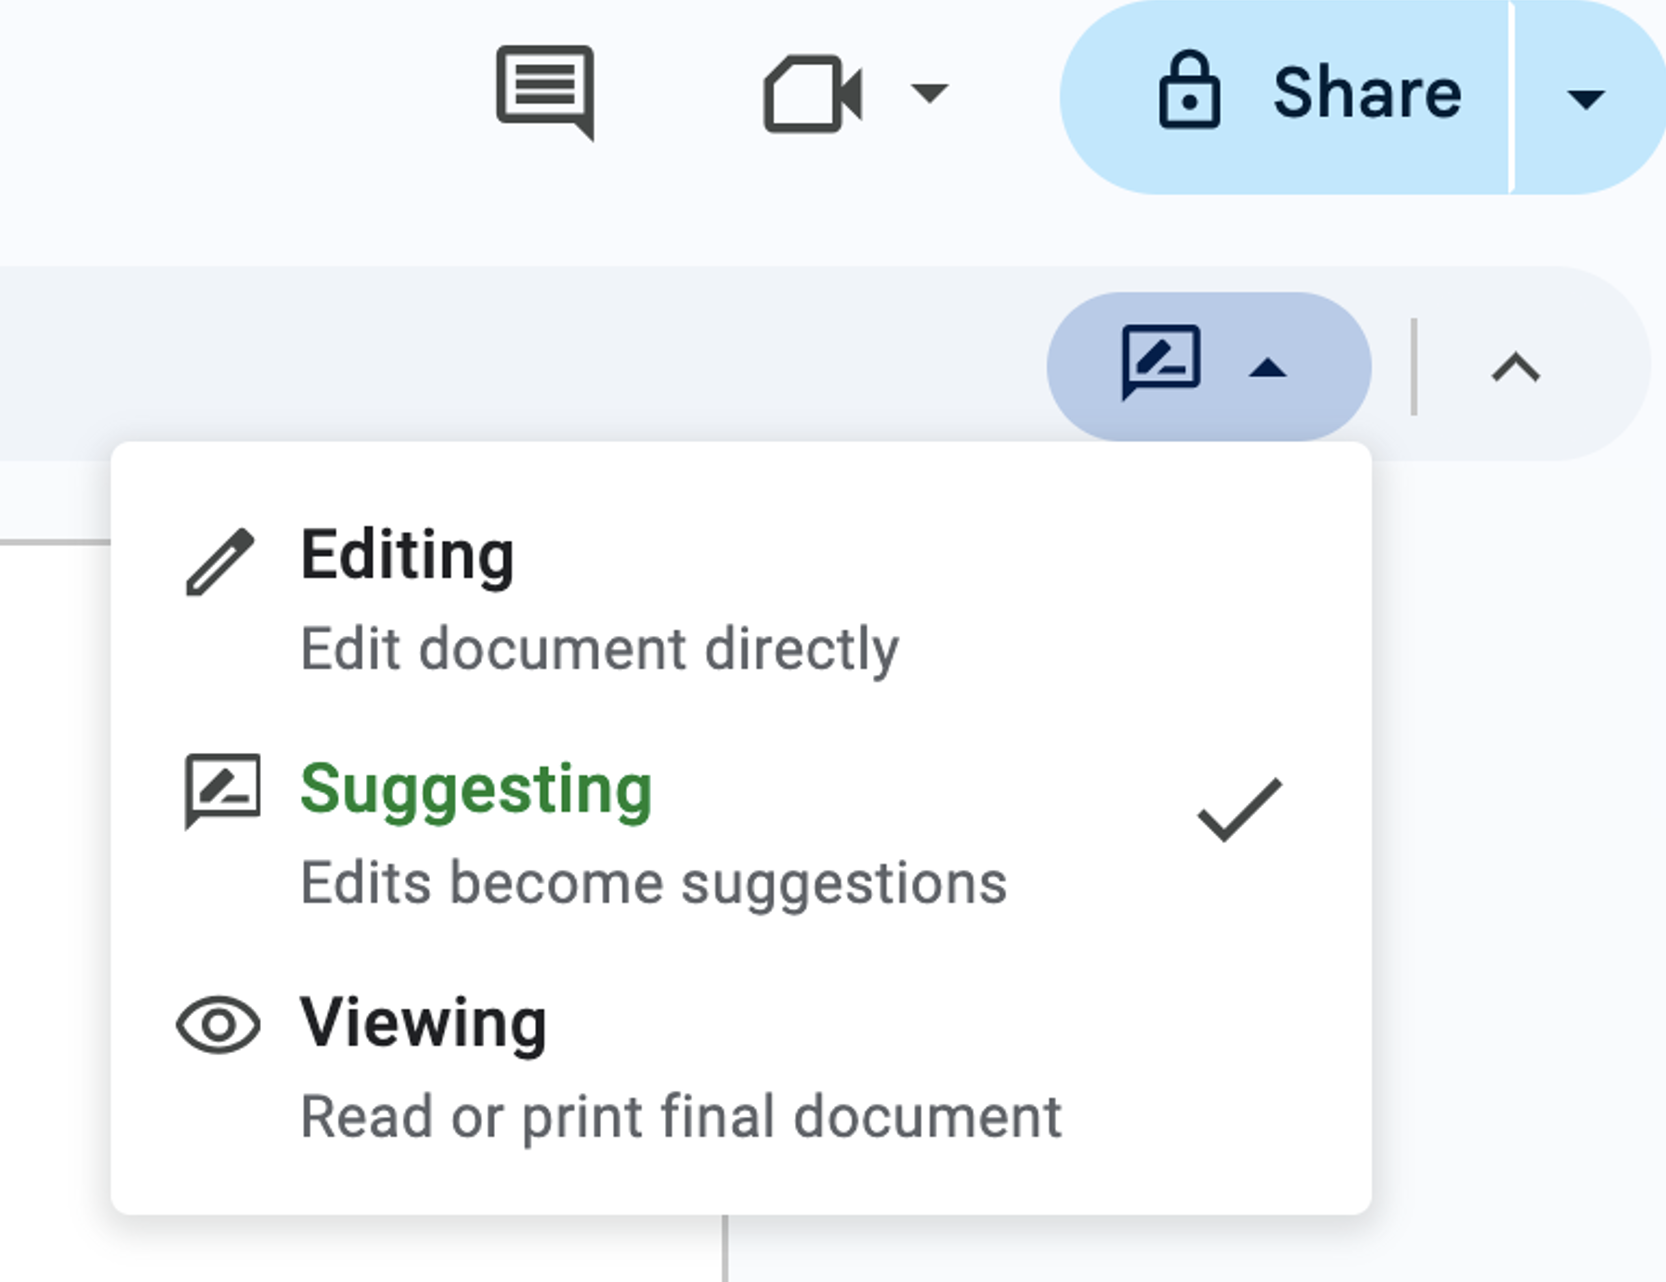 Share
Editing
Edit document directly
Suggesting
Edits become suggestions
Viewing
Read or print final document